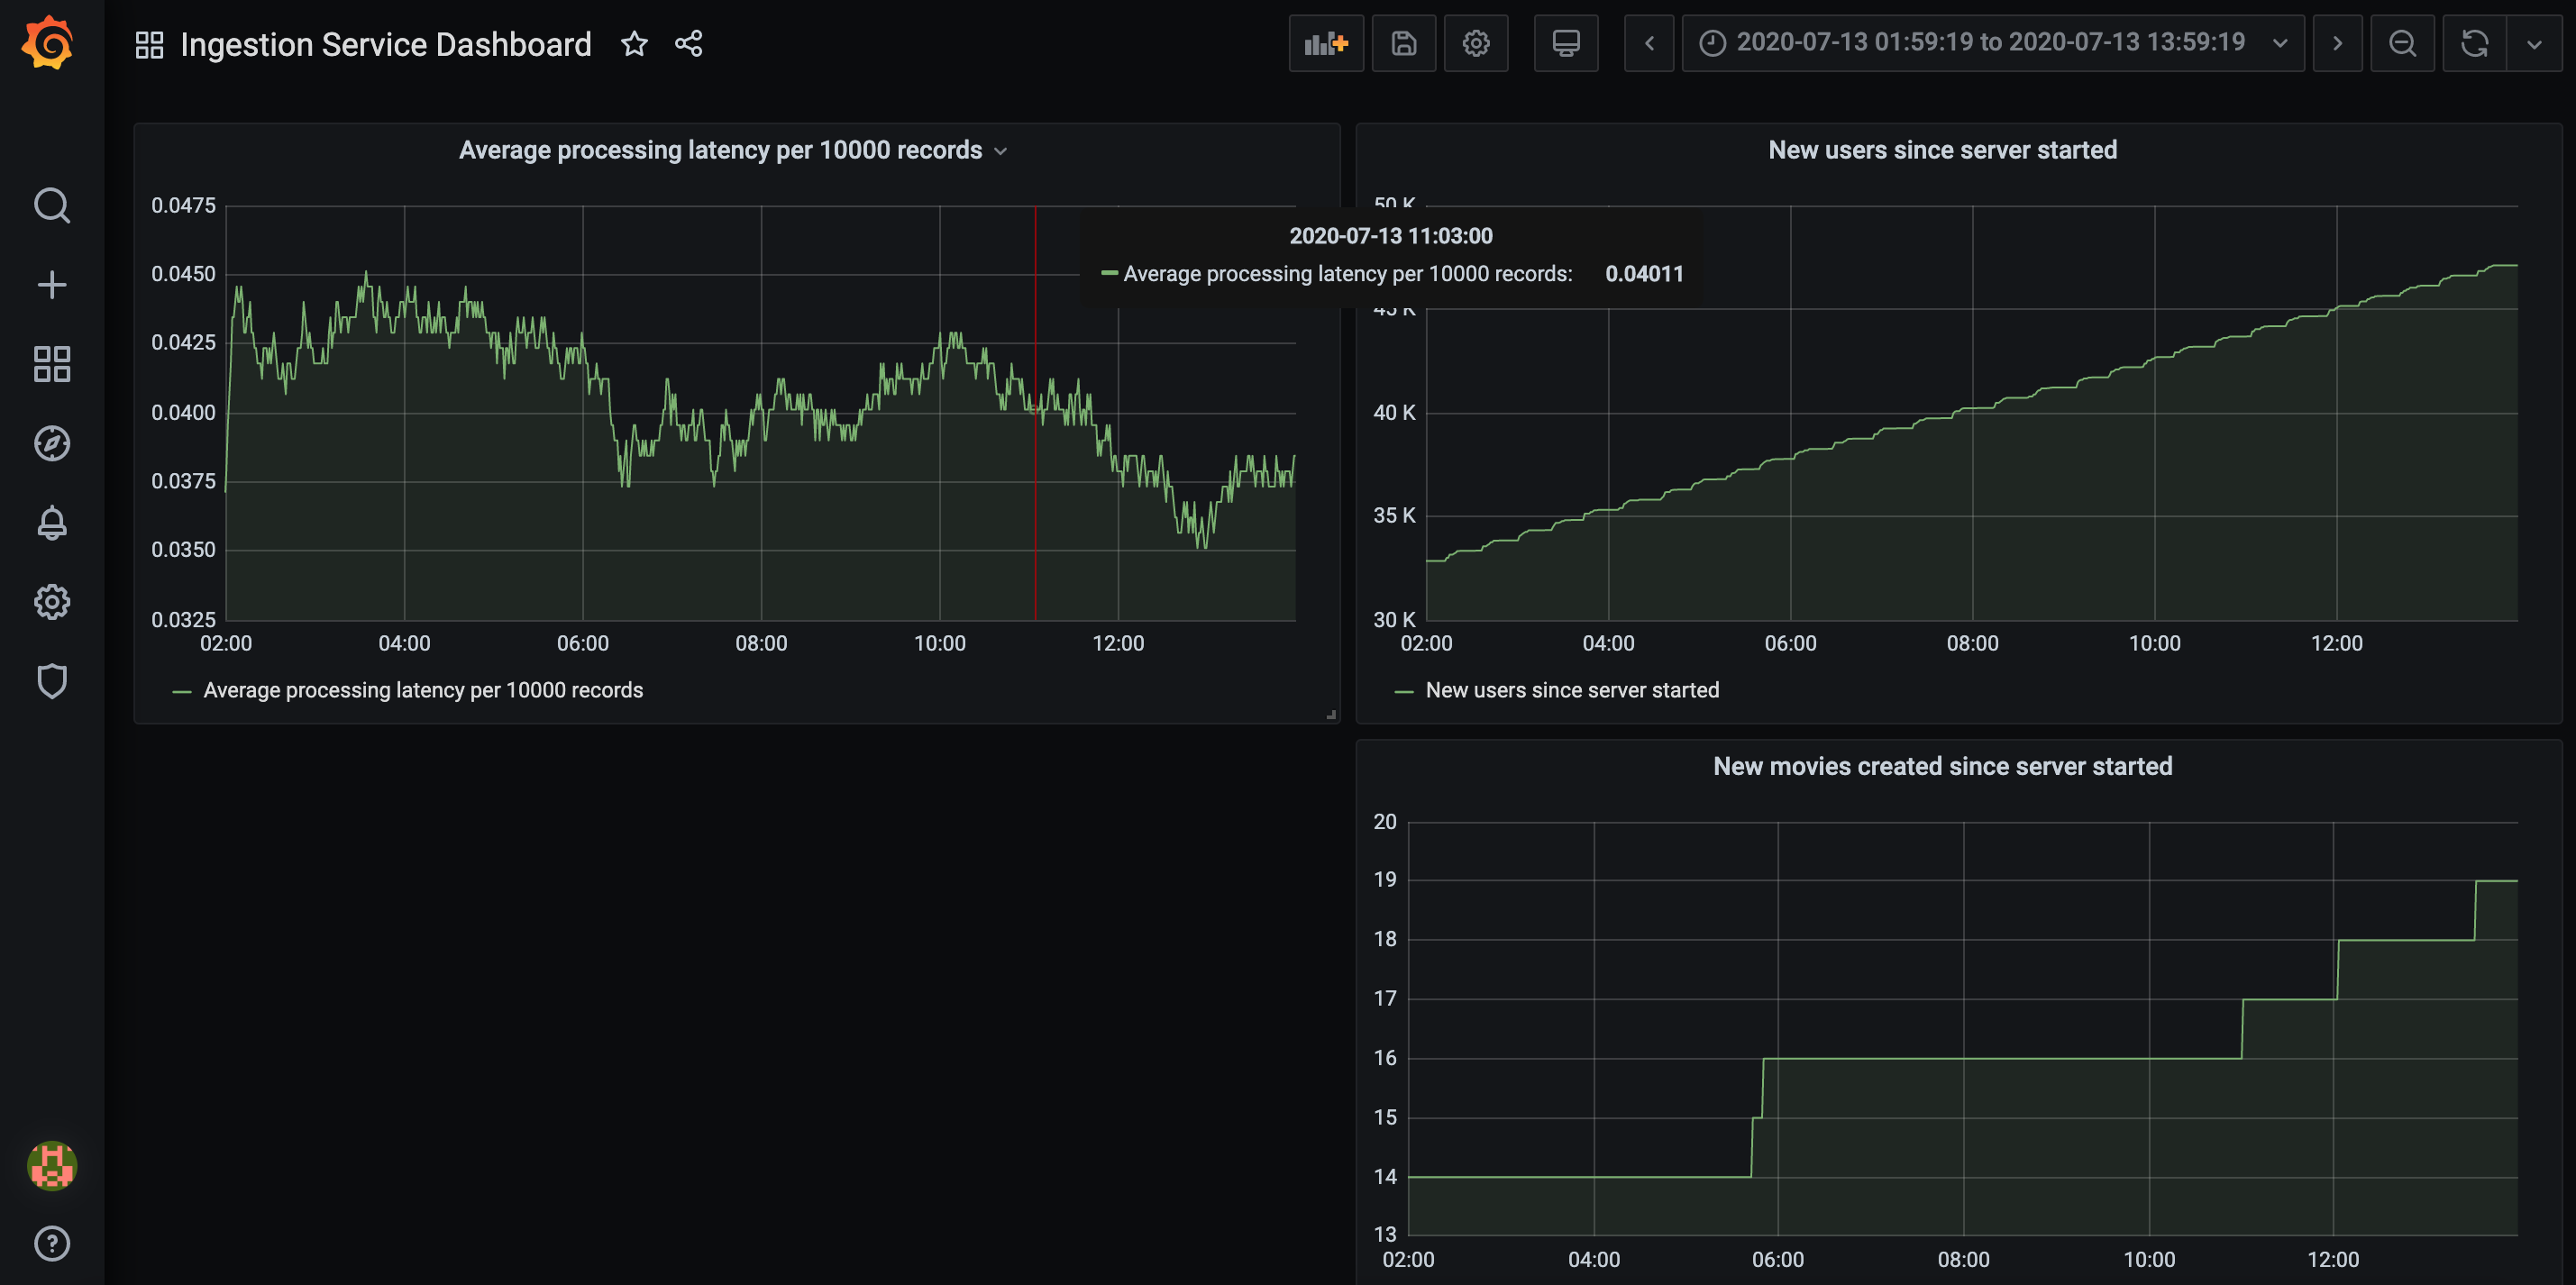 Ingestion Service Dashboard
2020-07-13 01:59:19 to 2020-07-13 13:59:19
Average processing latency per 10000 records
0.0475
0.0450
0.0425
0.0400
0.0375
0.0350
0.0325
02:00 04:00 06:00 08:00 10:00 12:00
Average processing latency per 10000 records
2020-07-13 11:03:00
Average processing latency per 10000 records: 0.04011
New users since server started
50 K
45 K
40 K
35 K
30 K
02:00 04:00 06:00 08:00 10:00 12:00
New users since server started
New movies created since server started
20
19
18
17
16
15
14
13
02:00 04:00 06:00 08:00 10:00 12:00
?